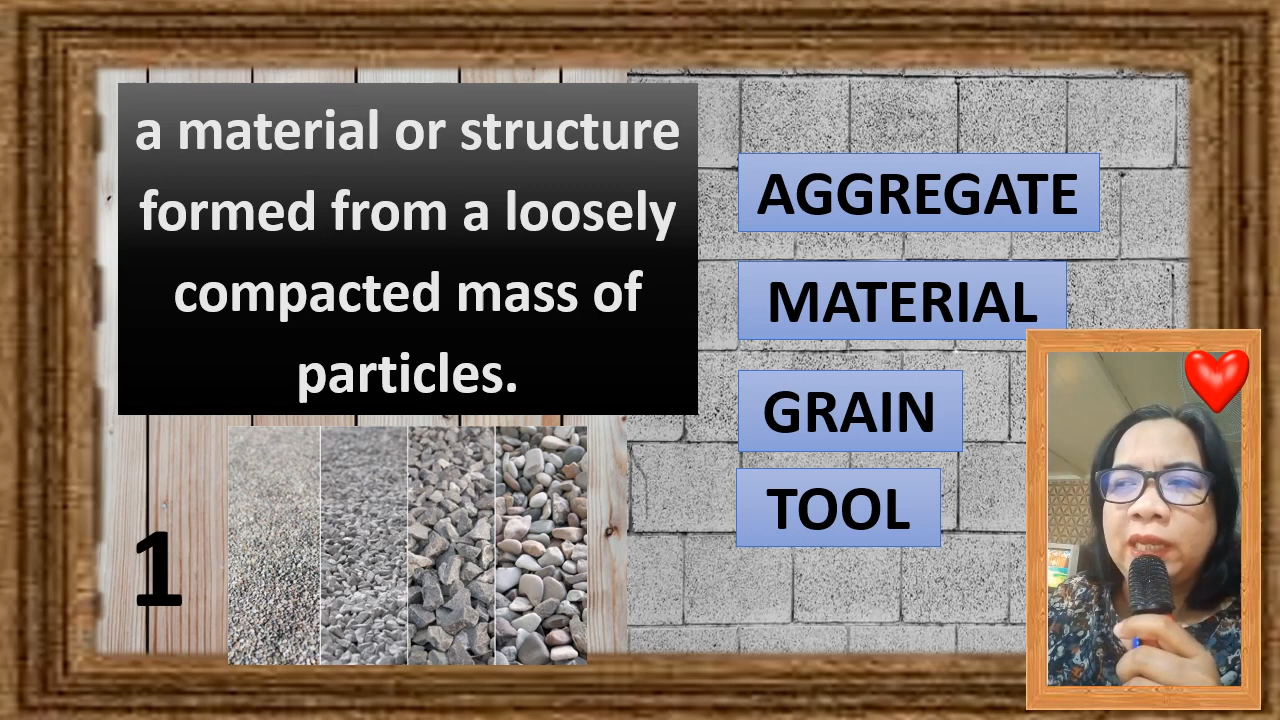 a material or structure
formed from a loosely
compacted mass of
particles.
AGGREGATE
MATERIAL
GRAIN
TOOL
1